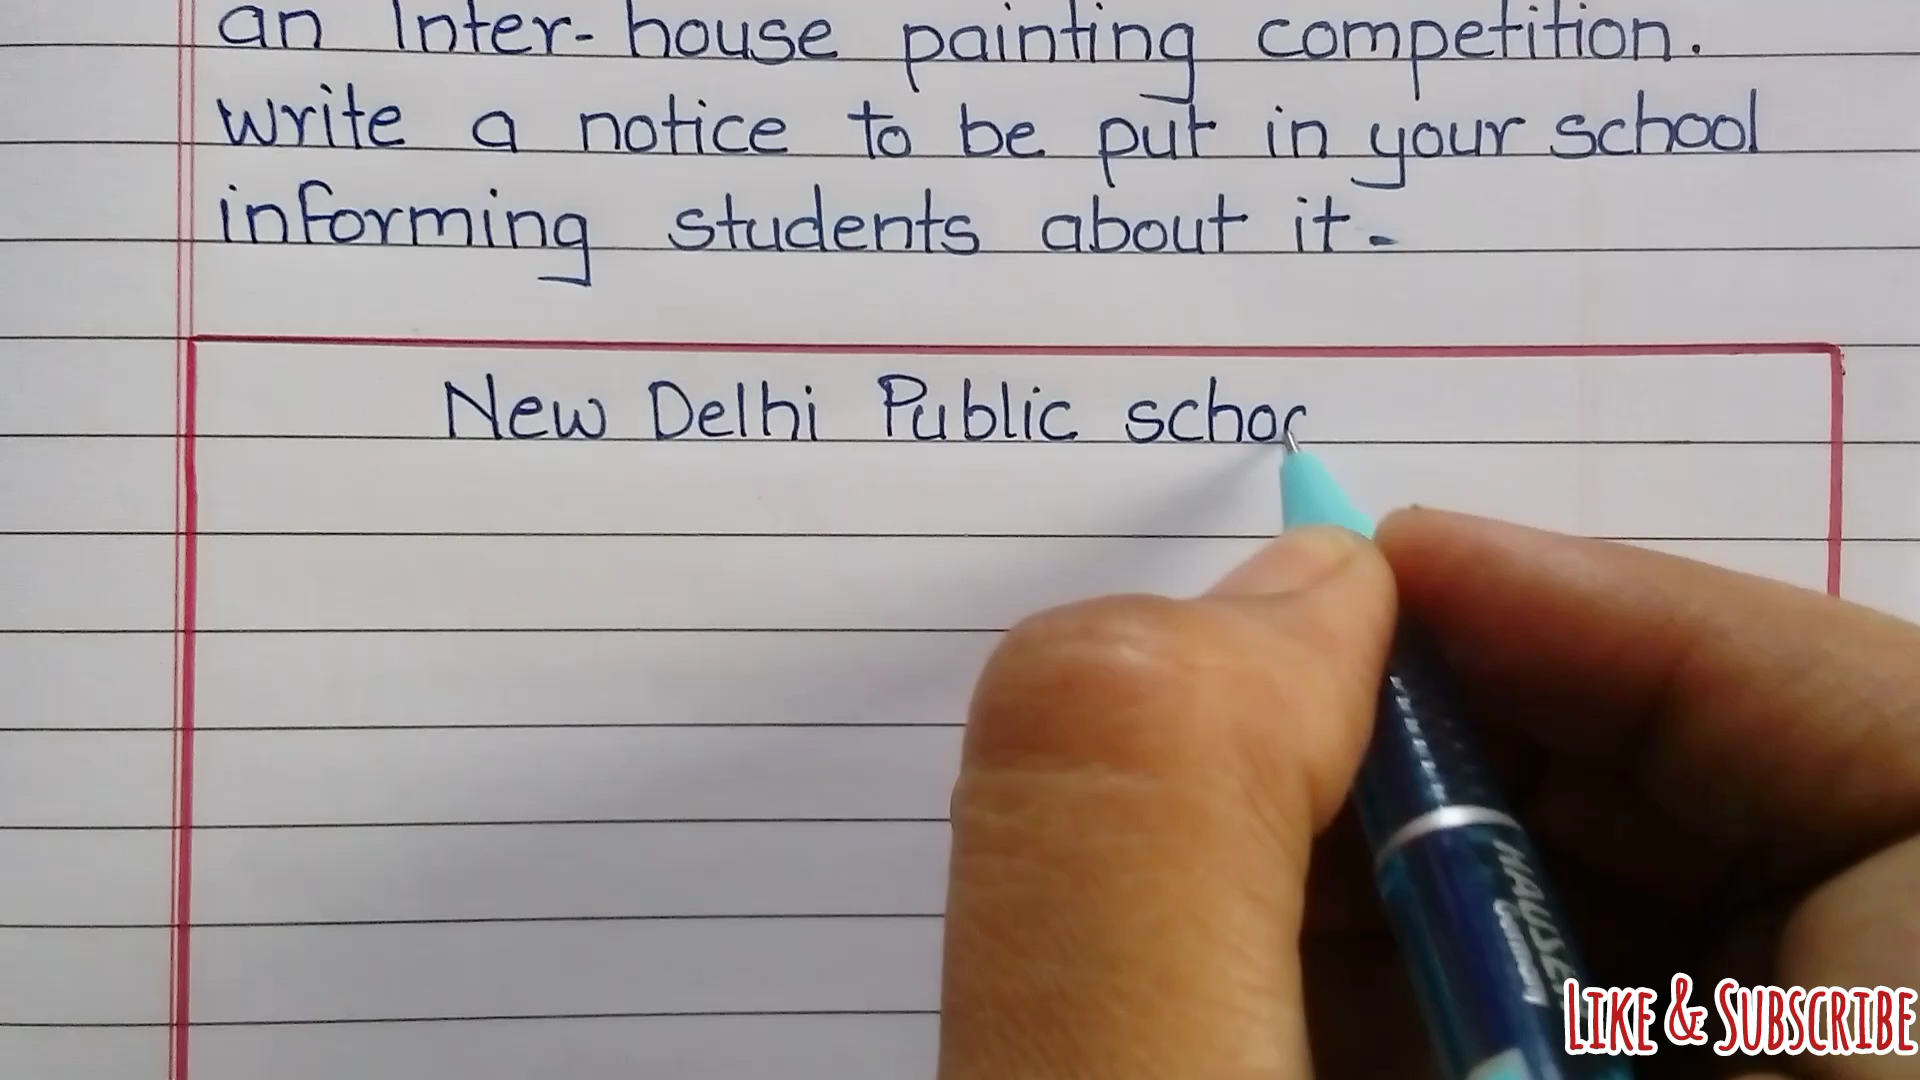 an Inter-house painting competition.
write a notice to be put in your school
informing students about it.
New Delhi Public
HAUSER
LIKE & SUBSCRIBE